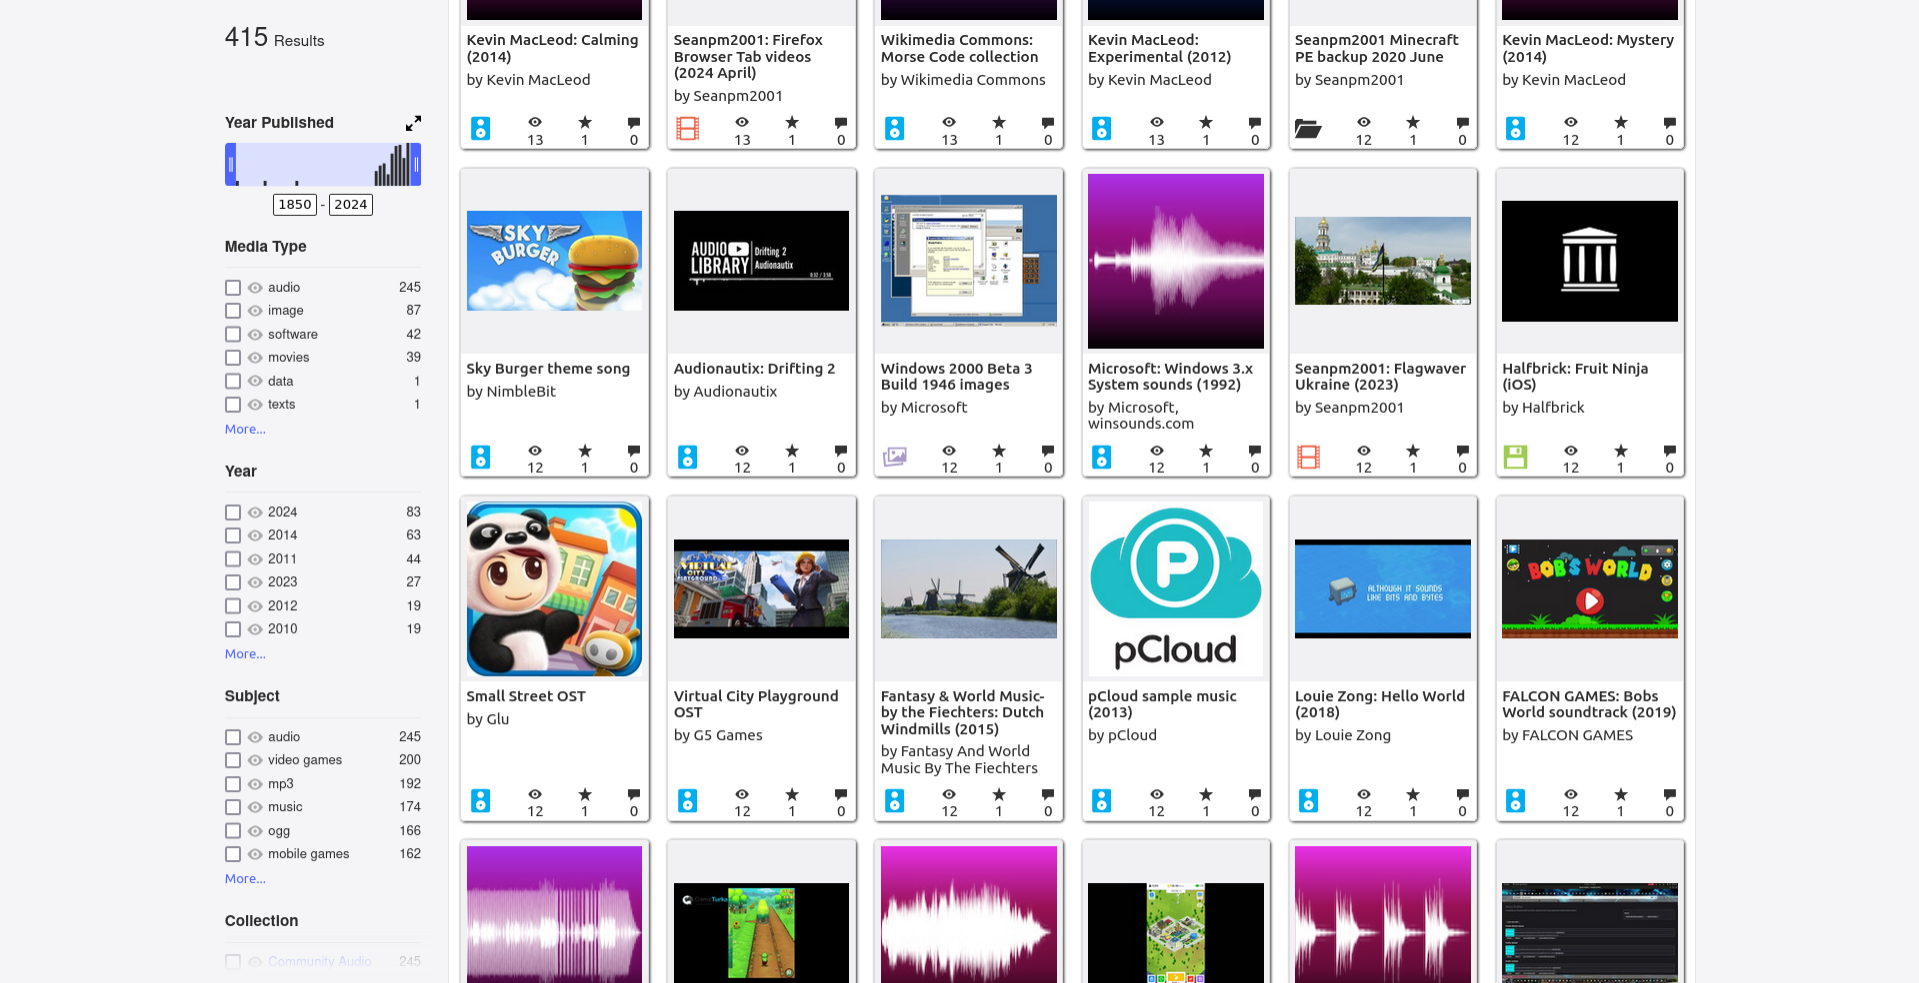 415 Results
Year Published
1850 - 2024
Media Type
audio 245
image 87
software 42
movies 39
data 1
texts 1
More...
Year
2024 83
2014 63
2011 44
2023 27
2012 19
2010 19
More...
Subject
audio 245
video games 200
mp3 192
music 174
ogg 166
mobile games 162
More...
Collection
Community Audio 245
Kevin MacLeod: Calming
(2014)
by Kevin MacLeod
13 1 0
Seanpm2001: Firefox
Browser Tab videos
(2024 April)
by Seanpm2001
13 1 0
Wikimedia Commons:
Morse Code collection
by Wikimedia Commons
13 1 0
Kevin MacLeod:
Experimental (2012)
by Kevin MacLeod
13 1 0
Seanpm2001 Minecraft
PE backup 2020 June
by Seanpm2001
12 1 0
Kevin MacLeod: Mystery
(2014)
by Kevin MacLeod
12 1 0
SKY
BURGER
Sky Burger theme song
by NimbleBit
12 1 0
AUDIO
LIBRARY
Drifting 2
Audionautix
Audionautix: Drifting 2
by Audionautix
12 1 0
Windows 2000 Beta 3
Build 1946 images
by Microsoft
12 1 0
Microsoft: Windows 3.x
System sounds (1992)
by Microsoft,
winsounds.com
12 1 0
Seanpm2001: Flagwaver
Ukraine (2023)
by Seanpm2001
12 1 0
Halfbrick: Fruit Ninja
(iOS)
by Halfbrick
12 1 0
Small Street OST
by Glu
12 1 0
VIRTUAL
CITY
PLAYGROUND
Virtual City Playground
OST
by G5 Games
12 1 0
Fantasy & World Music-
by the Fiechters: Dutch
Windmills (2015)
by Fantasy And World
Music By The Fiechters
12 1 0
P
pCloud
pCloud sample music
(2013)
by pCloud
12 1 0
ALTHOUGH IT SOUNDS
LIKE BITS AND BYTES
Louie Zong: Hello World
(2018)
by Louie Zong
12 1 0
BOB'S WORLD
FALCON GAMES: Bobs
World soundtrack (2019)
by FALCON GAMES
12 1 0